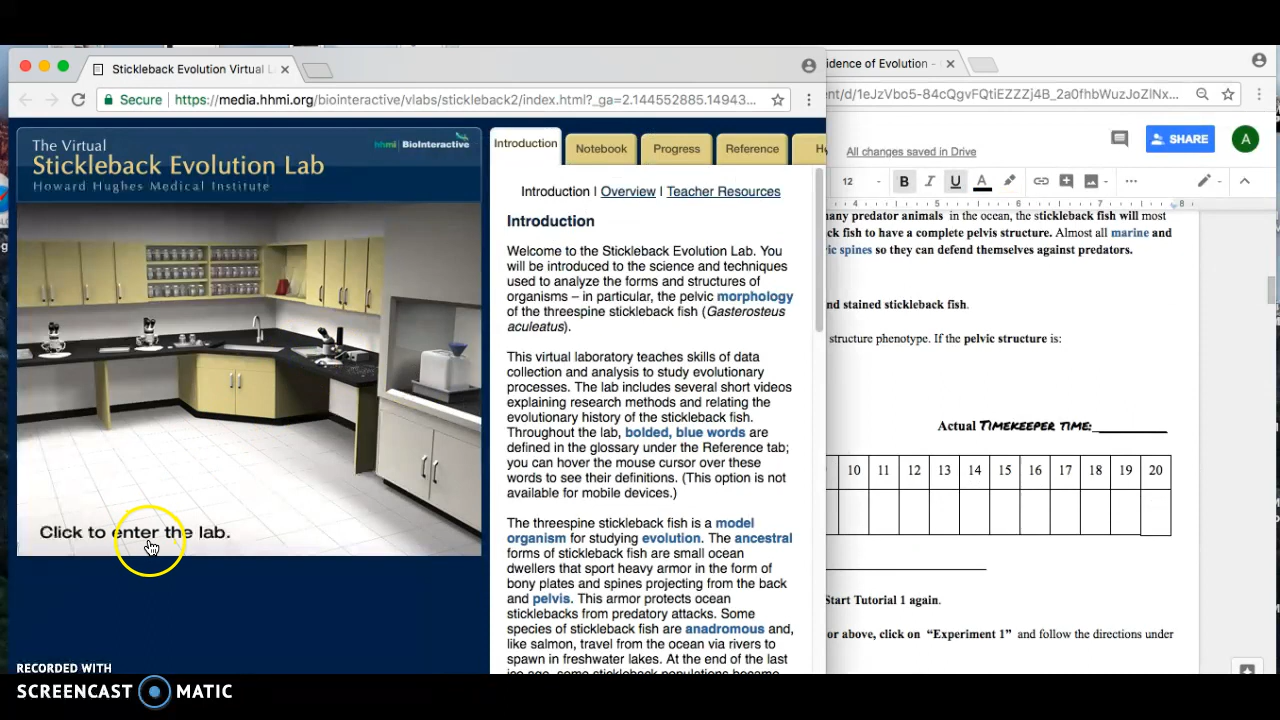 Stickleback Evolution Virtual L
Secure https://media.hhmi.org/biointeractive/vlabs/stickleback2/index.html?_ga=2.144552885.14943...
The Virtual
Stickleback Evolution Lab
Howard Hughes Medical Institute
hhmi BioInteractive
Click to enter the lab.
Introduction Notebook Progress Reference Hy
Introduction | Overview | Teacher Resources
Introduction
Welcome to the Stickleback Evolution Lab. You
will be introduced to the science and techniques
used to analyze the forms and structures of
organisms – in particular, the pelvic morphology
of the threespine stickleback fish (Gasterosteus
aculeatus).
This virtual laboratory teaches skills of data
collection and analysis to study evolutionary
processes. The lab includes several short videos
explaining research methods and relating the
evolutionary history of the stickleback fish.
Throughout the lab, bolded, blue words are
defined in the glossary under the Reference tab;
you can hover the mouse cursor over these
words to see their definitions. (This option is not
available for mobile devices.)
The threespine stickleback fish is a model
organism for studying evolution. The ancestral
forms of stickleback fish are small ocean
dwellers that sport heavy armor in the form of
bony plates and spines projecting from the back
and pelvis. This armor protects ocean
sticklebacks from predatory attacks. Some
species of stickleback fish are anadromous and,
like salmon, travel from the ocean via rivers to
spawn in freshwater lakes. At the end of the last
ice age, some stickleback populations became
idence of Evolution -
ent/d/1eJzVbo5-84cQgvFQtiEZZZj4B_2a0fhbWuzJoZlNx...
All changes saved in Drive
SHARE
A
12 B I U A
4 5 6 7 8
many predator animals in the ocean, the stickleback fish will most
ck fish to have a complete pelvis structure. Almost all marine and
ic spines so they can defend themselves against predators.
nd stained stickleback fish.
structure phenotype. If the pelvic structure is:
Actual Timekeeper time:
10 11 12 13 14 15 16 17 18 19 20
Start Tutorial 1 again.
or above, click on “Experiment 1” and follow the directions under
RECORDED WITH
SCREENCAST MATIC